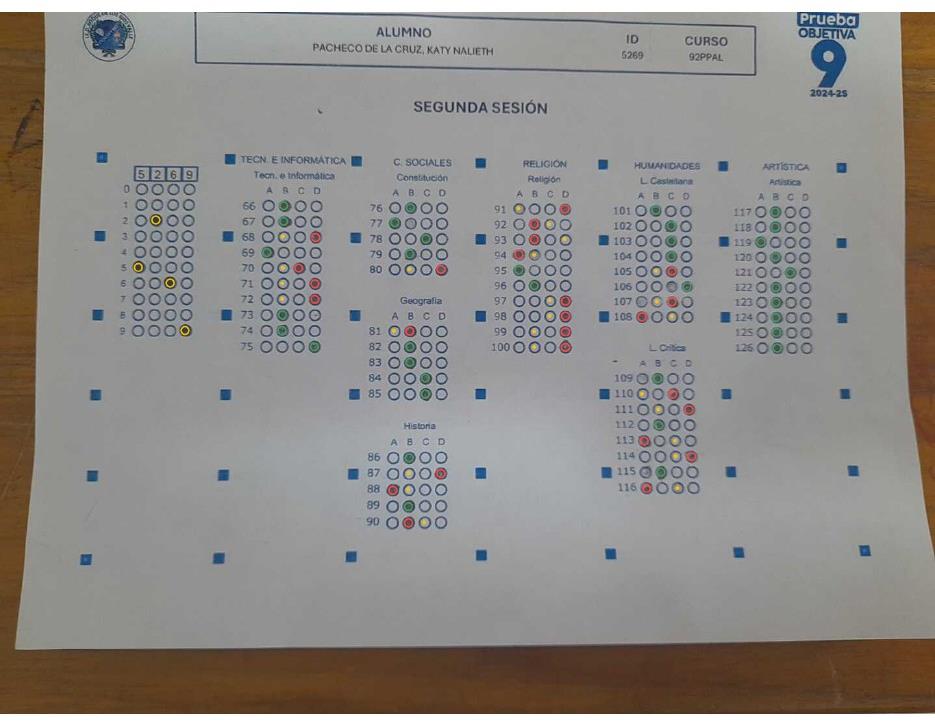 ALUMNO
PACHECO DE LA CRUZ, KATY NALIETH
ID
5269
CURSO
92PPAL
Prueba
OBJETIVA
9
2024-25
SEGUNDA SESIÓN
5 2 6 9
0
1
2
3
4
5
6
7
8
9
TECN. E INFORMÁTICA
Tecn. e Informática
A B C D
66
67
68
69
70
71
72
73
74
75
C. SOCIALES
Constitución
A B C D
76
77
78
79
80
Geografía
A B C D
81
82
83
84
85
Historia
A B C D
86
87
88
89
90
RELIGIÓN
Religión
A B C D
91
92
93
94
95
96
97
98
99
100
HUMANIDADES
L. Castellana
A B C D
101
102
103
104
105
106
107
108
L. Crítica
A B C D
109
110
111
112
113
114
115
116
ARTÍSTICA
Artística
A B C D
117
118
119
120
121
122
123
124
125
126